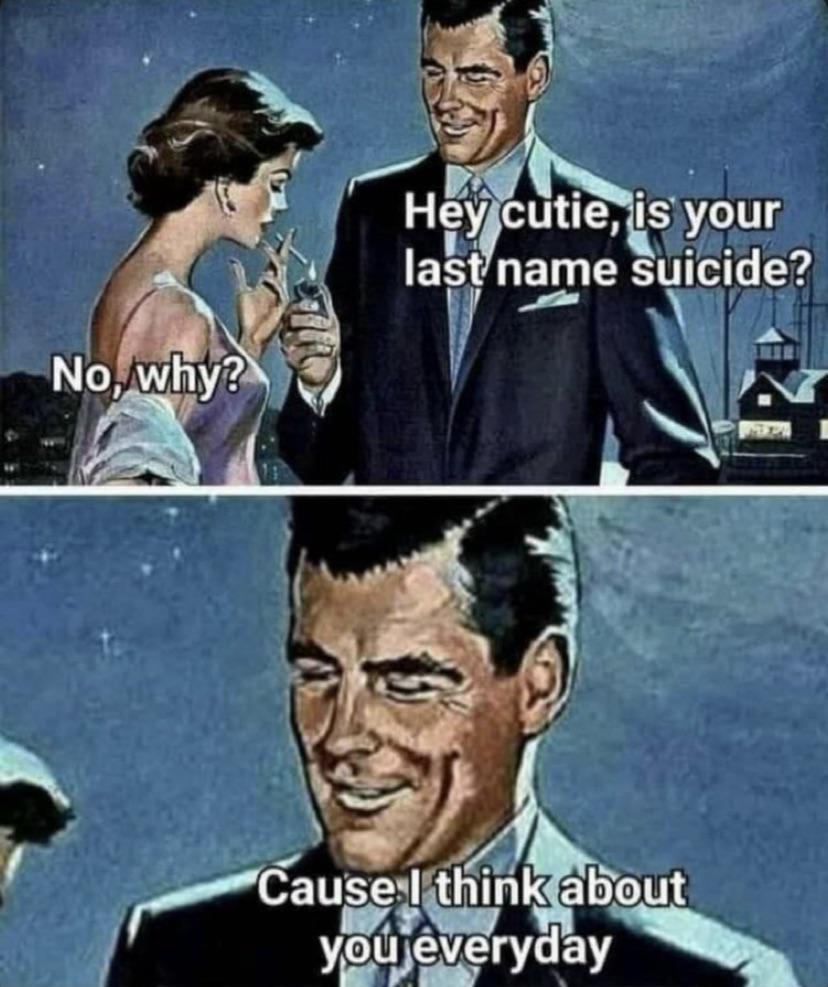 Hey cutie, is your
last name suicide?
No, why?
Cause I think about
you everyday